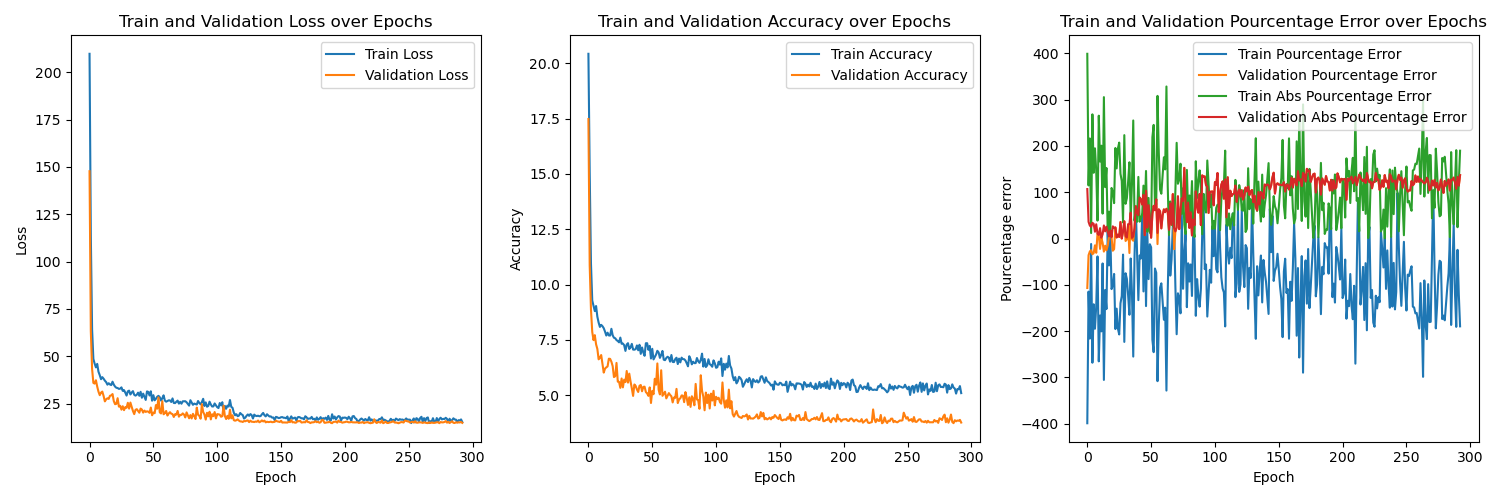 Train and Validation Loss over Epochs
Train Loss
Validation Loss
200
175
150
125
100
75
50
25
Loss
0
50
100
150
200
250
300
Epoch
Train and Validation Accuracy over Epochs
Train Accuracy
Validation Accuracy
20.0
17.5
15.0
12.5
10.0
7.5
5.0
Accuracy
0
50
100
150
200
250
300
Epoch
Train and Validation Pourcentage Error over Epochs
Train Pourcentage Error
Validation Pourcentage Error
Train Abs Pourcentage Error
Validation Abs Pourcentage Error
400
300
200
100
0
−100
−200
−300
−400
Pourcentage error
0
50
100
150
200
250
300
Epoch